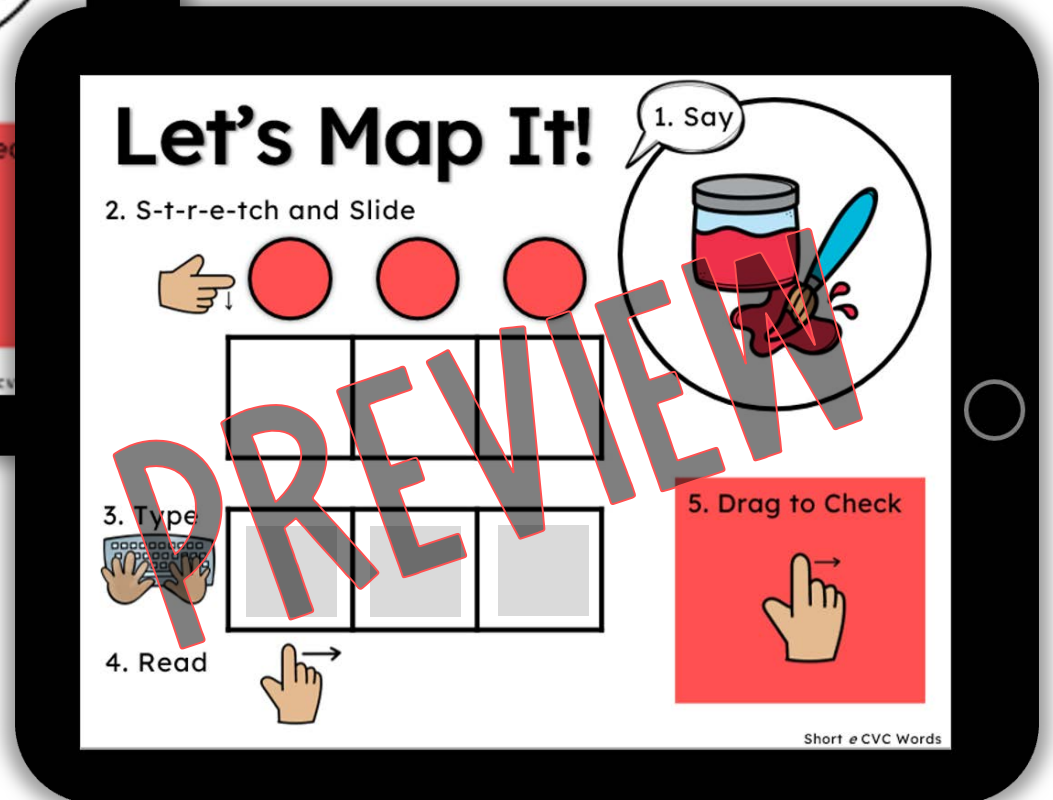 Let's Map It!
1. Say
2. S-t-r-e-tch and Slide
PREVIEW
3. Type
5. Drag to Check
4. Read
Short e CVC Words